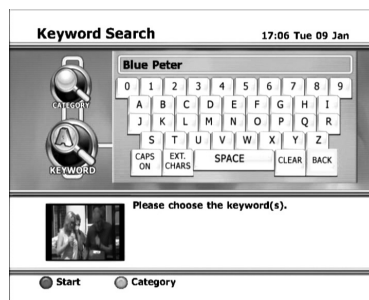 Keyword Search 17:06 Tue 09 Jan
Blue Peter
0 1 2 3 4 5 6 7 8 9
A B C D E F G H I
CATEGORY
J K L M N O P Q R
S T U V W X Y Z
CAPS ON EXT. CHARS SPACE CLEAR BACK
KEYWORD
Please choose the keyword(s).
Start Category